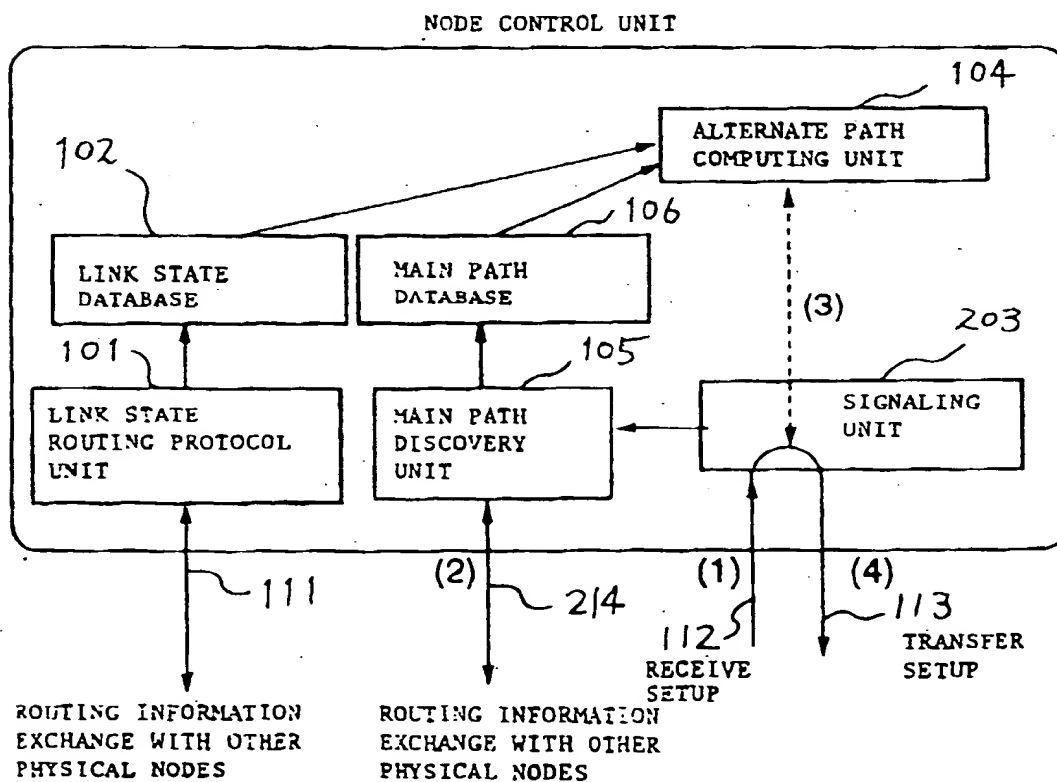 NODE CONTROL UNIT
104
ALTERNATE PATH
COMPUTING UNIT
102
106
LINK STATE
DATABASE
MAIN PATH
DATABASE
(3)
203
101
105
LINK STATE
ROUTING PROTOCOL
UNIT
MAIN PATH
DISCOVERY
UNIT
SIGNALING
UNIT
(2)
(1)
(4)
111
214
112
113
RECEIVE
SETUP
TRANSFER
SETUP
ROUTING INFORMATION
EXCHANGE WITH OTHER
PHYSICAL NODES
ROUTING INFORMATION
EXCHANGE WITH OTHER
PHYSICAL NODES